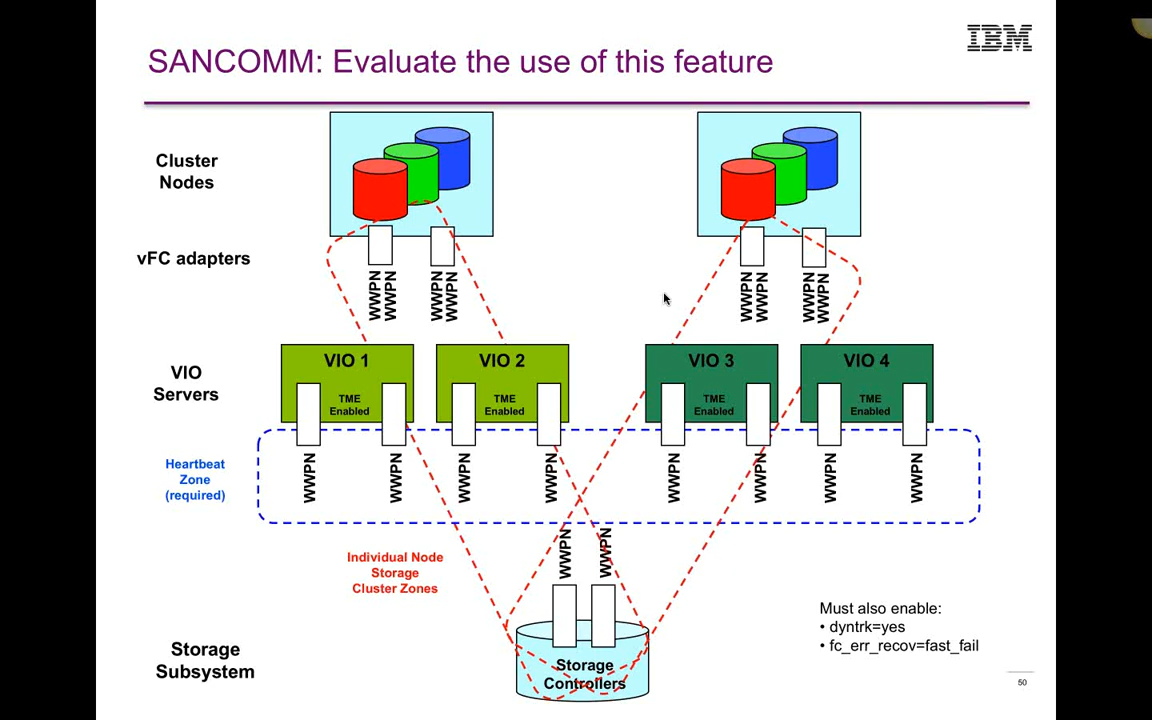 IBM
SANCOMM: Evaluate the use of this feature
Cluster
Nodes
vFC adapters
WWPN
WWPN
WWPN
WWPN
WWPN
WWPN
WWPN
WWPN
VIO
Servers
VIO 1
TME
Enabled
VIO 2
TME
Enabled
VIO 3
TME
Enabled
VIO 4
TME
Enabled
Heartbeat
Zone
(required)
WWPN
WWPN
WWPN
WWPN
WWPN
WWPN
WWPN
WWPN
WWPN
WWPN
Individual Node
Storage
Cluster Zones
Must also enable:
• dyntrk=yes
• fc_err_recov=fast_fail
Storage
Subsystem
Storage
Controllers
50